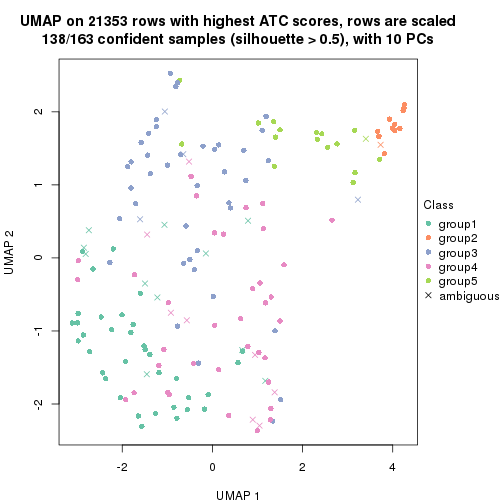 UMAP on 21353 rows with highest ATC scores, rows are scaled
138/163 confident samples (silhouette > 0.5), with 10 PCs
UMAP 2
2
1
0
-1
-2
-2
0
2
4
UMAP 1
Class
group1
group2
group3
group4
group5
ambiguous